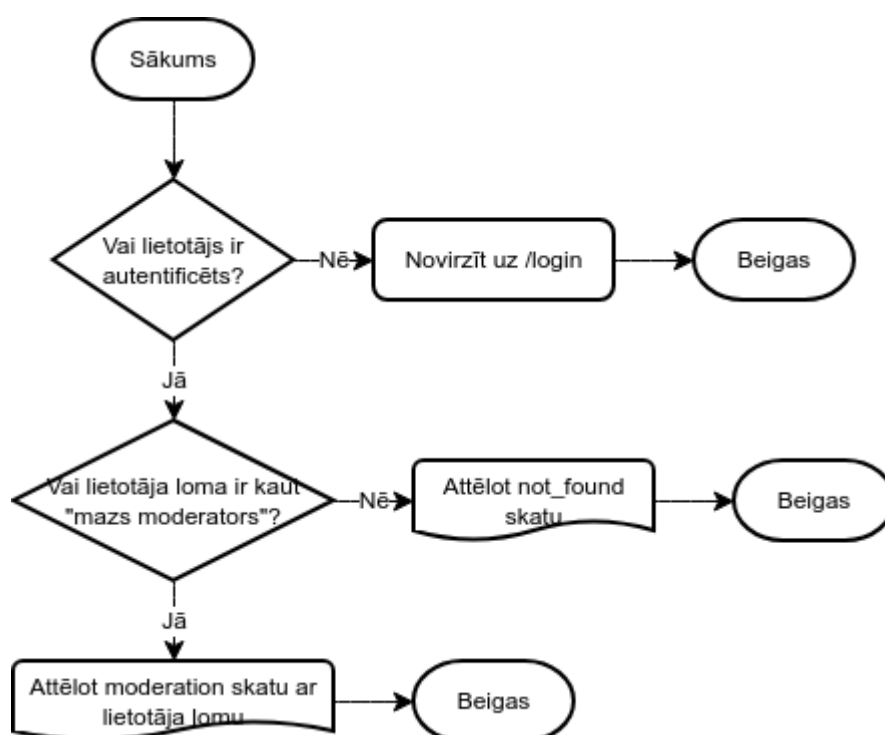 Sākums
Vai lietotājs ir
autentificēts?
Nē
Novirzīt uz /login
Beigas
Jā
Vai lietotāja loma ir kaut
"mazs moderators"?
Nē
Attēlot not_found
skatu
Beigas
Jā
Attēlot moderation skatu ar
lietotāja lomu
Beigas